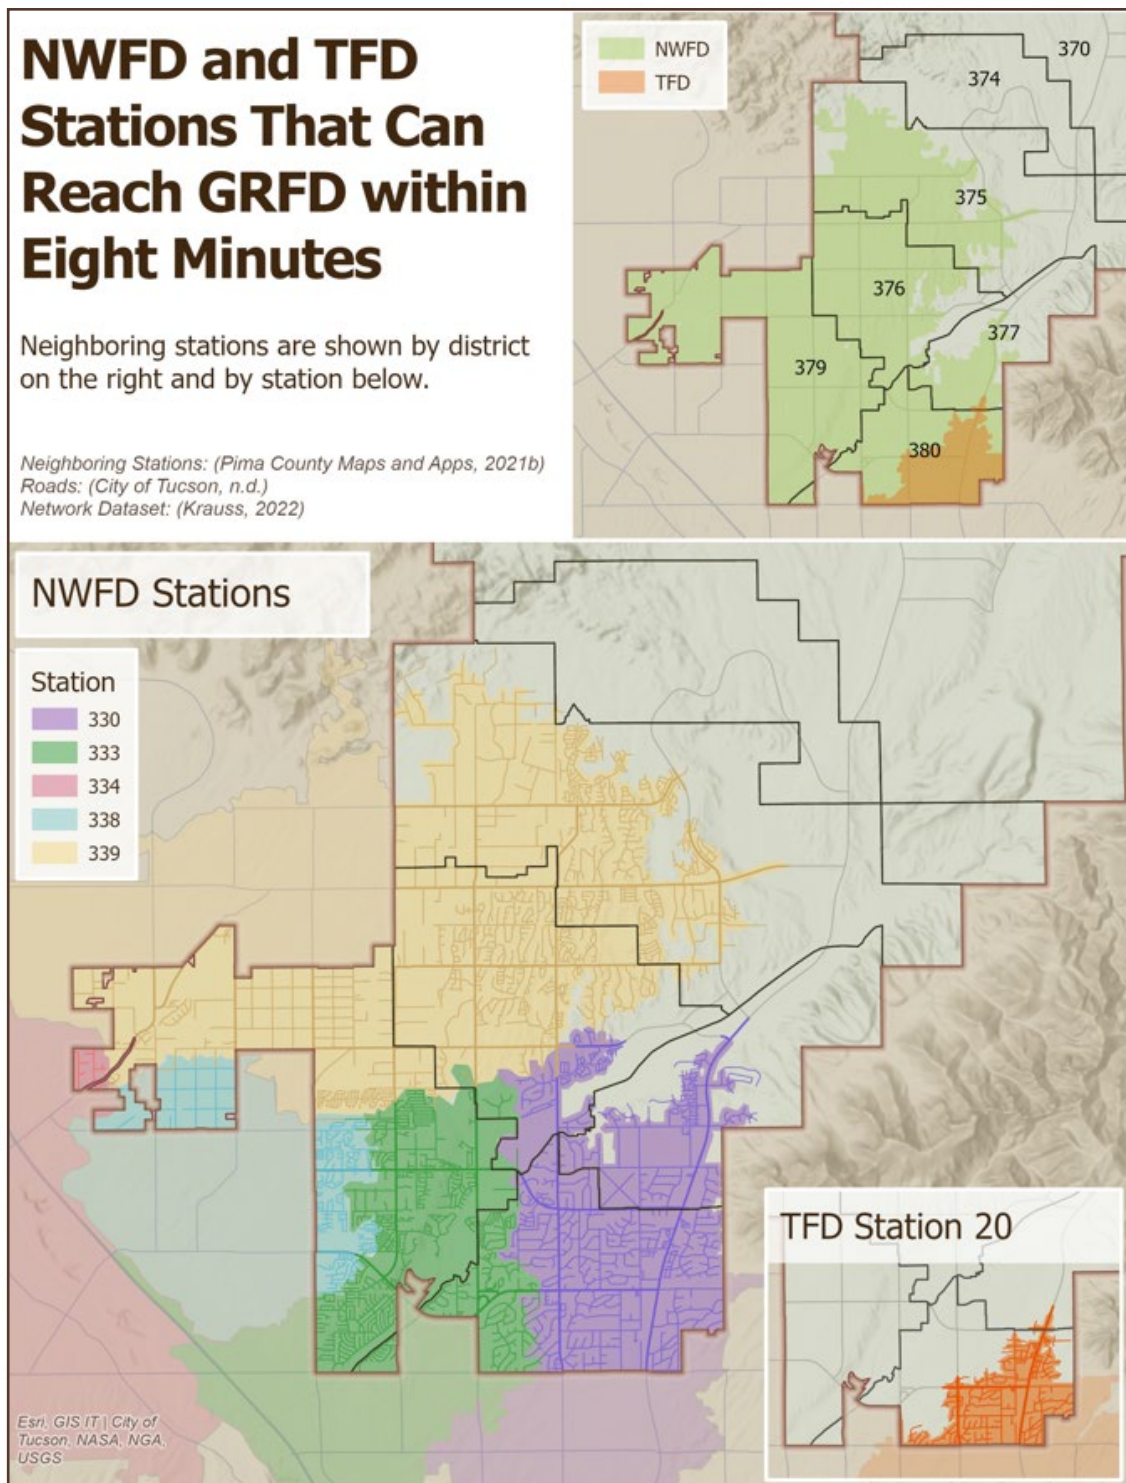 NWFD and TFD
Stations That Can
Reach GRFD within
Eight Minutes
Neighboring stations are shown by district
on the right and by station below.
Neighboring Stations: (Pima County Maps and Apps, 2021b)
Roads: (City of Tucson, n.d.)
Network Dataset: (Krauss, 2022)
NWFD
TFD
370
374
375
376
377
379
380
NWFD Stations
Station
330
333
334
338
339
TFD Station 20
Esri, GIS IT | City of
Tucson, NASA, NGA,
USGS